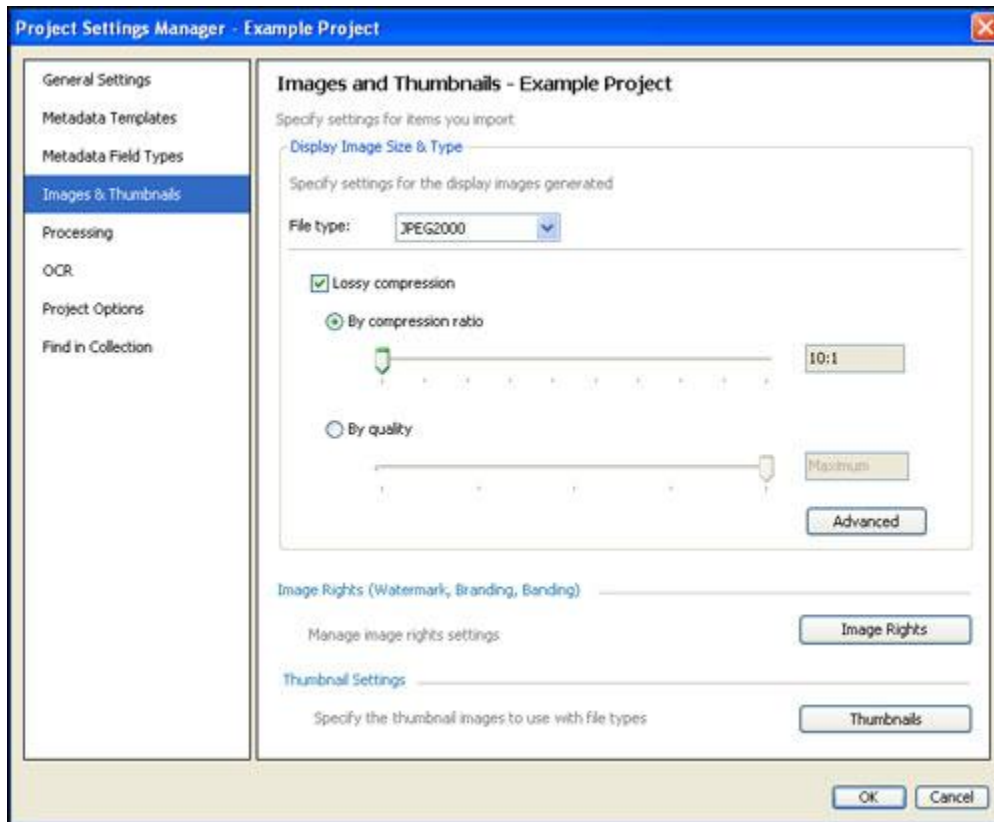 Project Settings Manager - Example Project
General Settings
Metadata Templates
Metadata Field Types
Images & Thumbnails
Processing
OCR
Project Options
Find in Collection
Images and Thumbnails - Example Project
Specify settings for items you import
Display Image Size & Type
Specify settings for the display images generated
File type: JPEG2000
Lossy compression
By compression ratio
10:1
By quality
Maximum
Advanced
Image Rights (Watermark, Branding, Banding)
Manage image rights settings
Image Rights
Thumbnail Settings
Specify the thumbnail images to use with file types
Thumbnails
OK Cancel